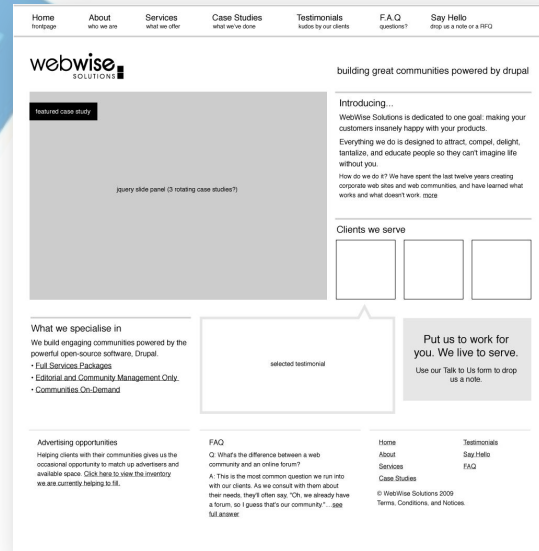 Home
frontpage
About
who we are
Services
what we offer
Case Studies
what we've done
Testimonials
kudos by our clients
F.A.Q
questions?
Say Hello
drop us a note or a RFQ
webwise
SOLUTIONS
building great communities powered by drupal
featured case study
jquery slide panel (3 rotating case studies?)
Introducing...
WebWise Solutions is dedicated to one goal: making your
customers insanely happy with your products.
Everything we do is designed to attract, compel, delight,
tantalize, and educate people so they can't imagine life
without you.
How do we do it? We have spent the last twelve years creating
corporate web sites and web communities, and have learned what
works and what doesn't work. more
Clients we serve
What we specialise in
We build engaging communities powered by the
powerful open-source software, Drupal.
• Full Services Packages
• Editorial and Community Management Only
• Communities On-Demand
selected testimonial
Put us to work for
you. We live to serve.
Use our Talk to Us form to drop
us a note.
Advertising opportunities
Helping clients with their communities gives us the
occasional opportunity to match up advertisers and
available space. Click here to view the inventory
we are currently helping to fill.
FAQ
Q: What's the difference between a web
community and an online forum?
A: This is the most common question we run into
with our clients. As we consult with them about
their needs, they'll often say, "Oh, we already have
a forum, so I guess that's our community."...see
full answer
Home
About
Services
Case Studies
Testimonials
Say Hello
FAQ
© WebWise Solutions 2009
Terms, Conditions, and Notices.